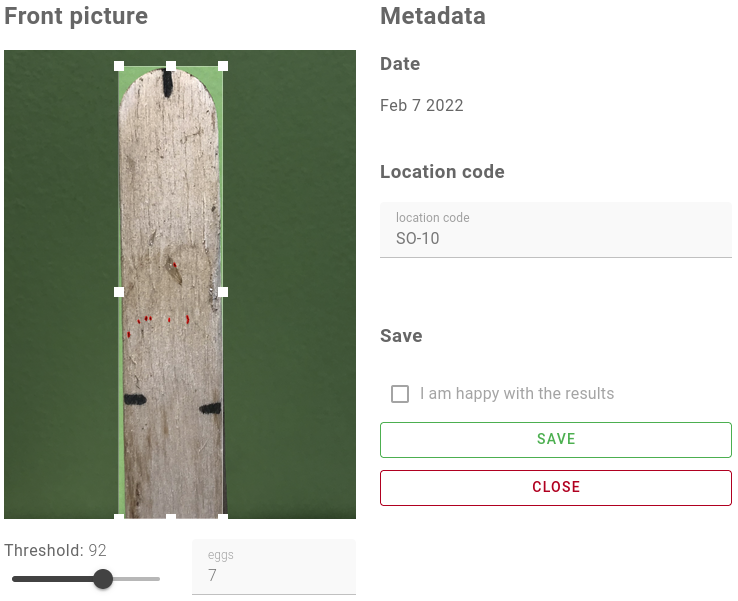 Front picture
Threshold: 92
eggs
7
Metadata
Date
Feb 7 2022
Location code
location code
SO-10
Save
I am happy with the results
SAVE
CLOSE